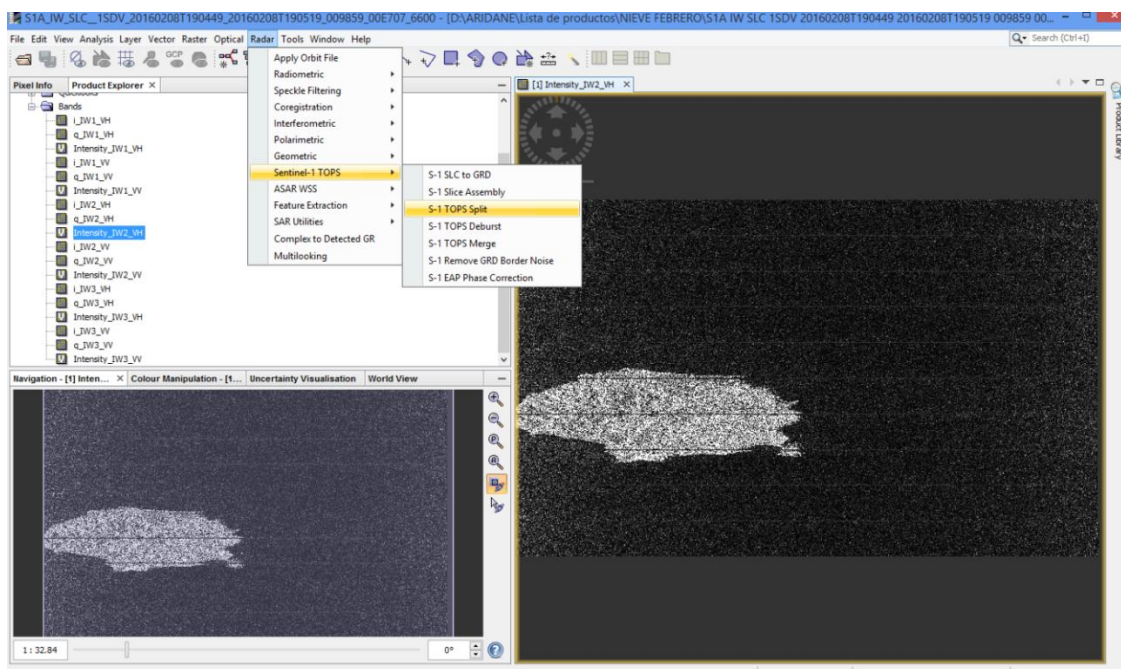 S1A_IW_SLC__1SDV_20160208T190449_20160208T190519_009859_00E707_6600 - [D:\ARIDANE\Lista de productos\NIEVE FEBRERO\S1A IW SLC 1SDV 20160208T190449 20160208T190519 009859 00...
File Edit View Analysis Layer Vector Raster Optical Radar Tools Window Help
Search (Ctrl+I)
GCP
Apply Orbit File
Radiometric
Speckle Filtering
Coregistration
Interferometric
Polarimetric
Geometric
Sentinel-1 TOPS
ASAR WSS
Feature Extraction
SAR Utilities
Complex to Detected GR
Multilooking
S-1 SLC to GRD
S-1 Slice Assembly
S-1 TOPS Split
S-1 TOPS Deburst
S-1 TOPS Merge
S-1 Remove GRD Border Noise
S-1 EAP Phase Correction
Pixel Info Product Explorer
Bands
i_IW1_VH
q_IW1_VH
Intensity_IW1_VH
i_IW1_VV
q_IW1_VV
Intensity_IW1_VV
i_IW2_VH
q_IW2_VH
Intensity_IW2_VH
i_IW2_VV
q_IW2_VV
Intensity_IW2_VV
i_IW3_VH
q_IW3_VH
Intensity_IW3_VH
i_IW3_VV
q_IW3_VV
Intensity_IW3_VV
[1] Intensity_IW2_VH
Product Library
Navigation - [1] Inten... Colour Manipulation - [1... Uncertainty Visualisation World View
1 : 32.84
0°